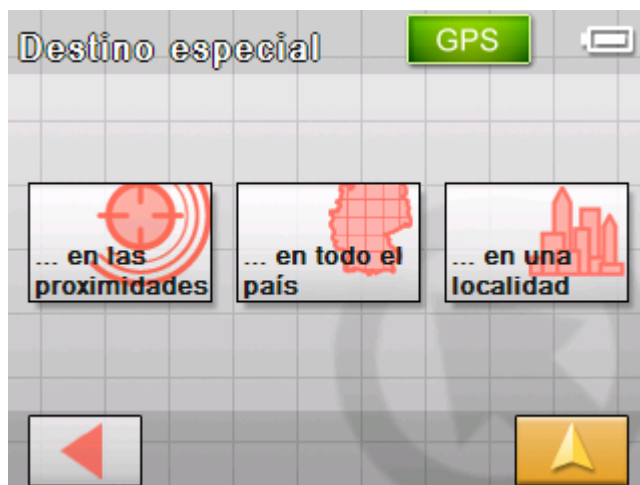 Destino especial
GPS
... en las
proximidades
... en todo el
país
... en una
localidad